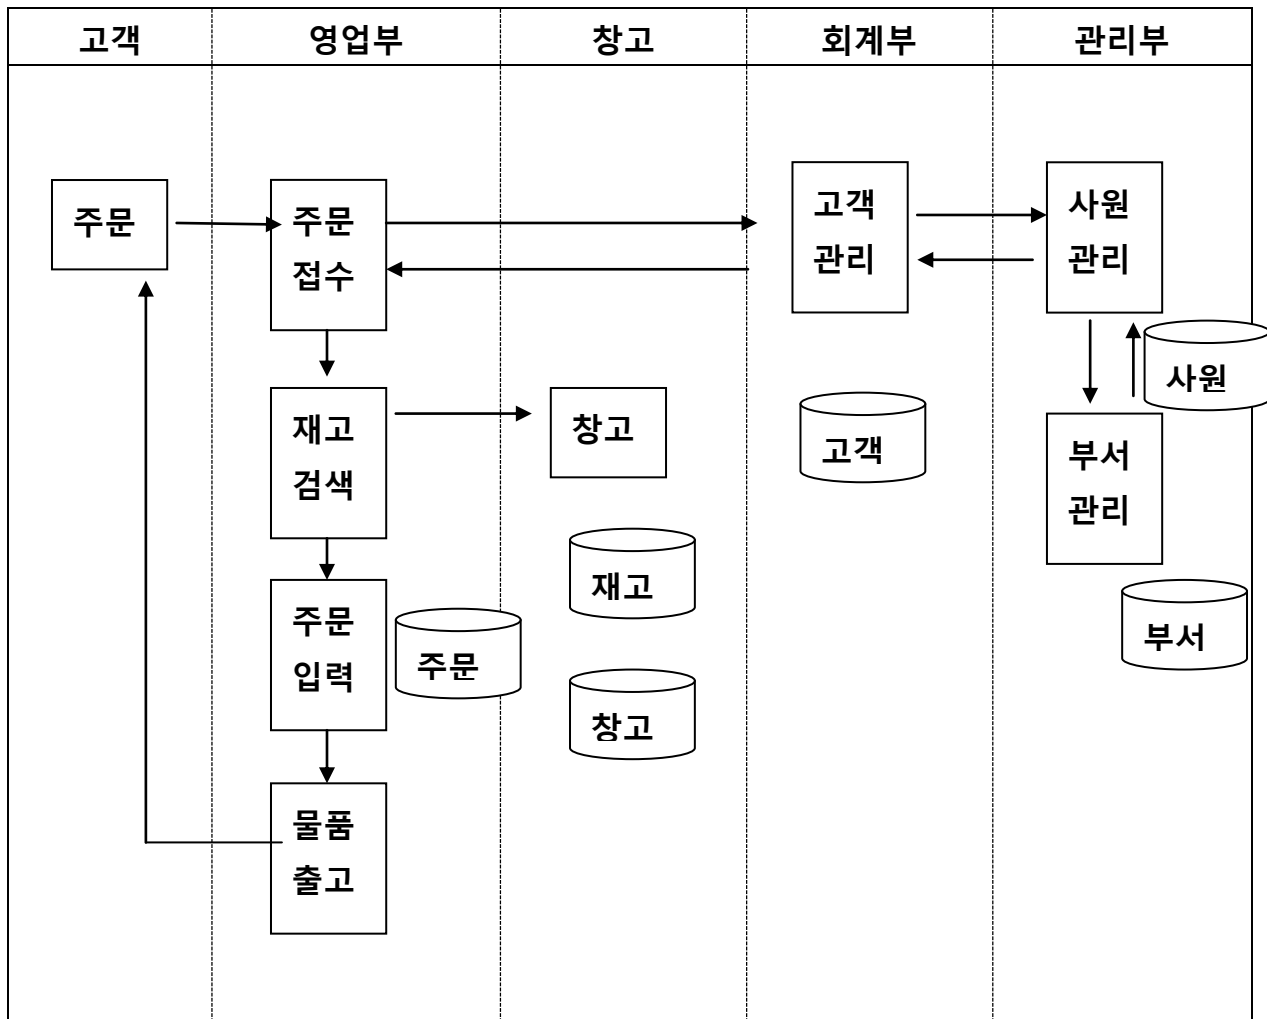 고객 영업부 창고 회계부 관리부
주문
주문
접수
고객
관리
사원
관리
사원
재고
검색
창고
고객
부서
관리
재고
주문
입력
주문
부서
창고
물품
출고